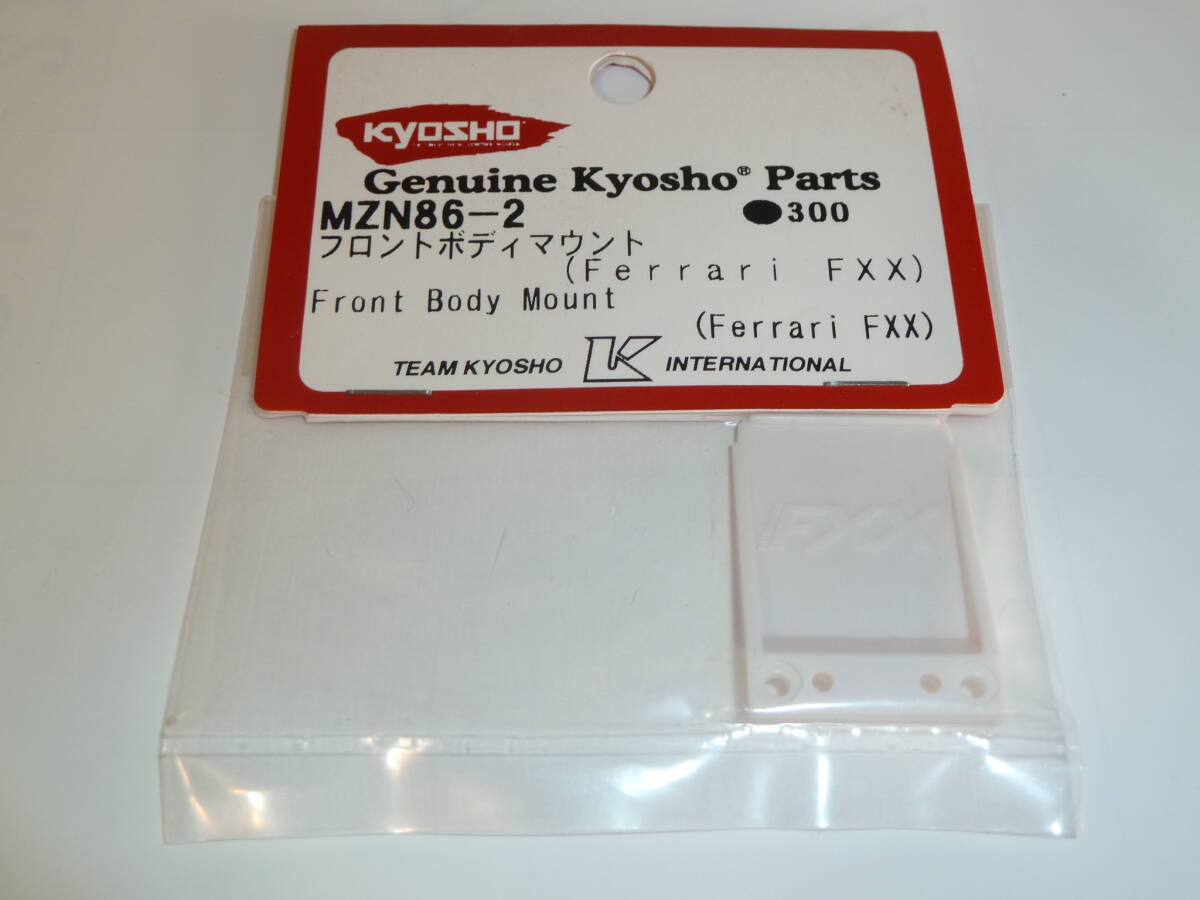 KYOSHO
Genuine Kyosho® Parts
MZN86-2 ●300
フロントボディマウント
(Ferrari FXX)
Front Body Mount
(Ferrari FXX)
TEAM KYOSHO K INTERNATIONAL
FXX